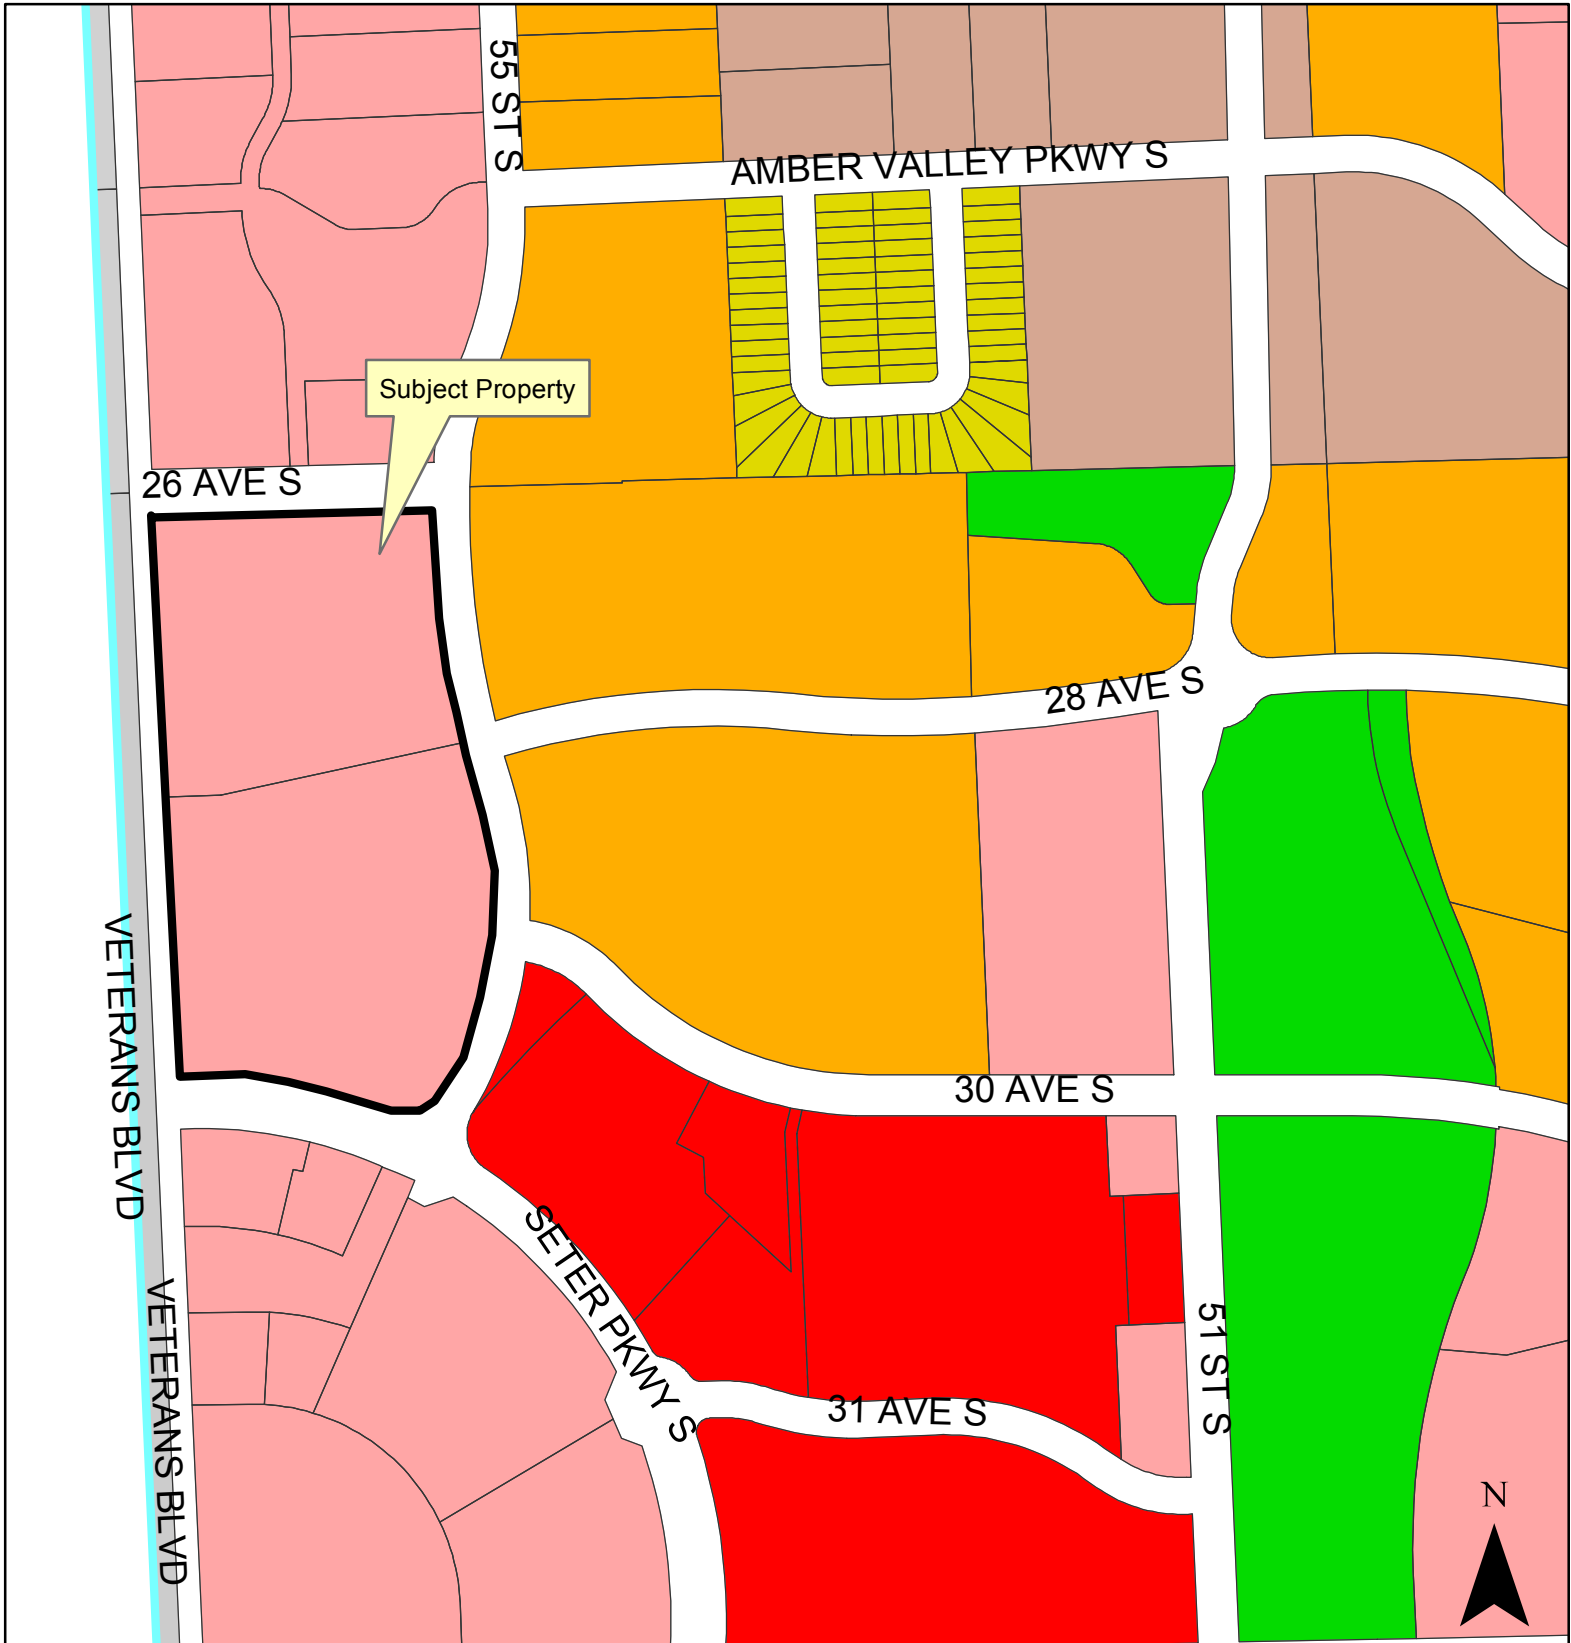 55 ST S
AMBER VALLEY PKWY S
Subject Property
26 AVE S
28 AVE S
VETERANS BLVD
30 AVE S
SETER PKWY S
VETERANS BLVD
51 ST S
31 AVE S
N